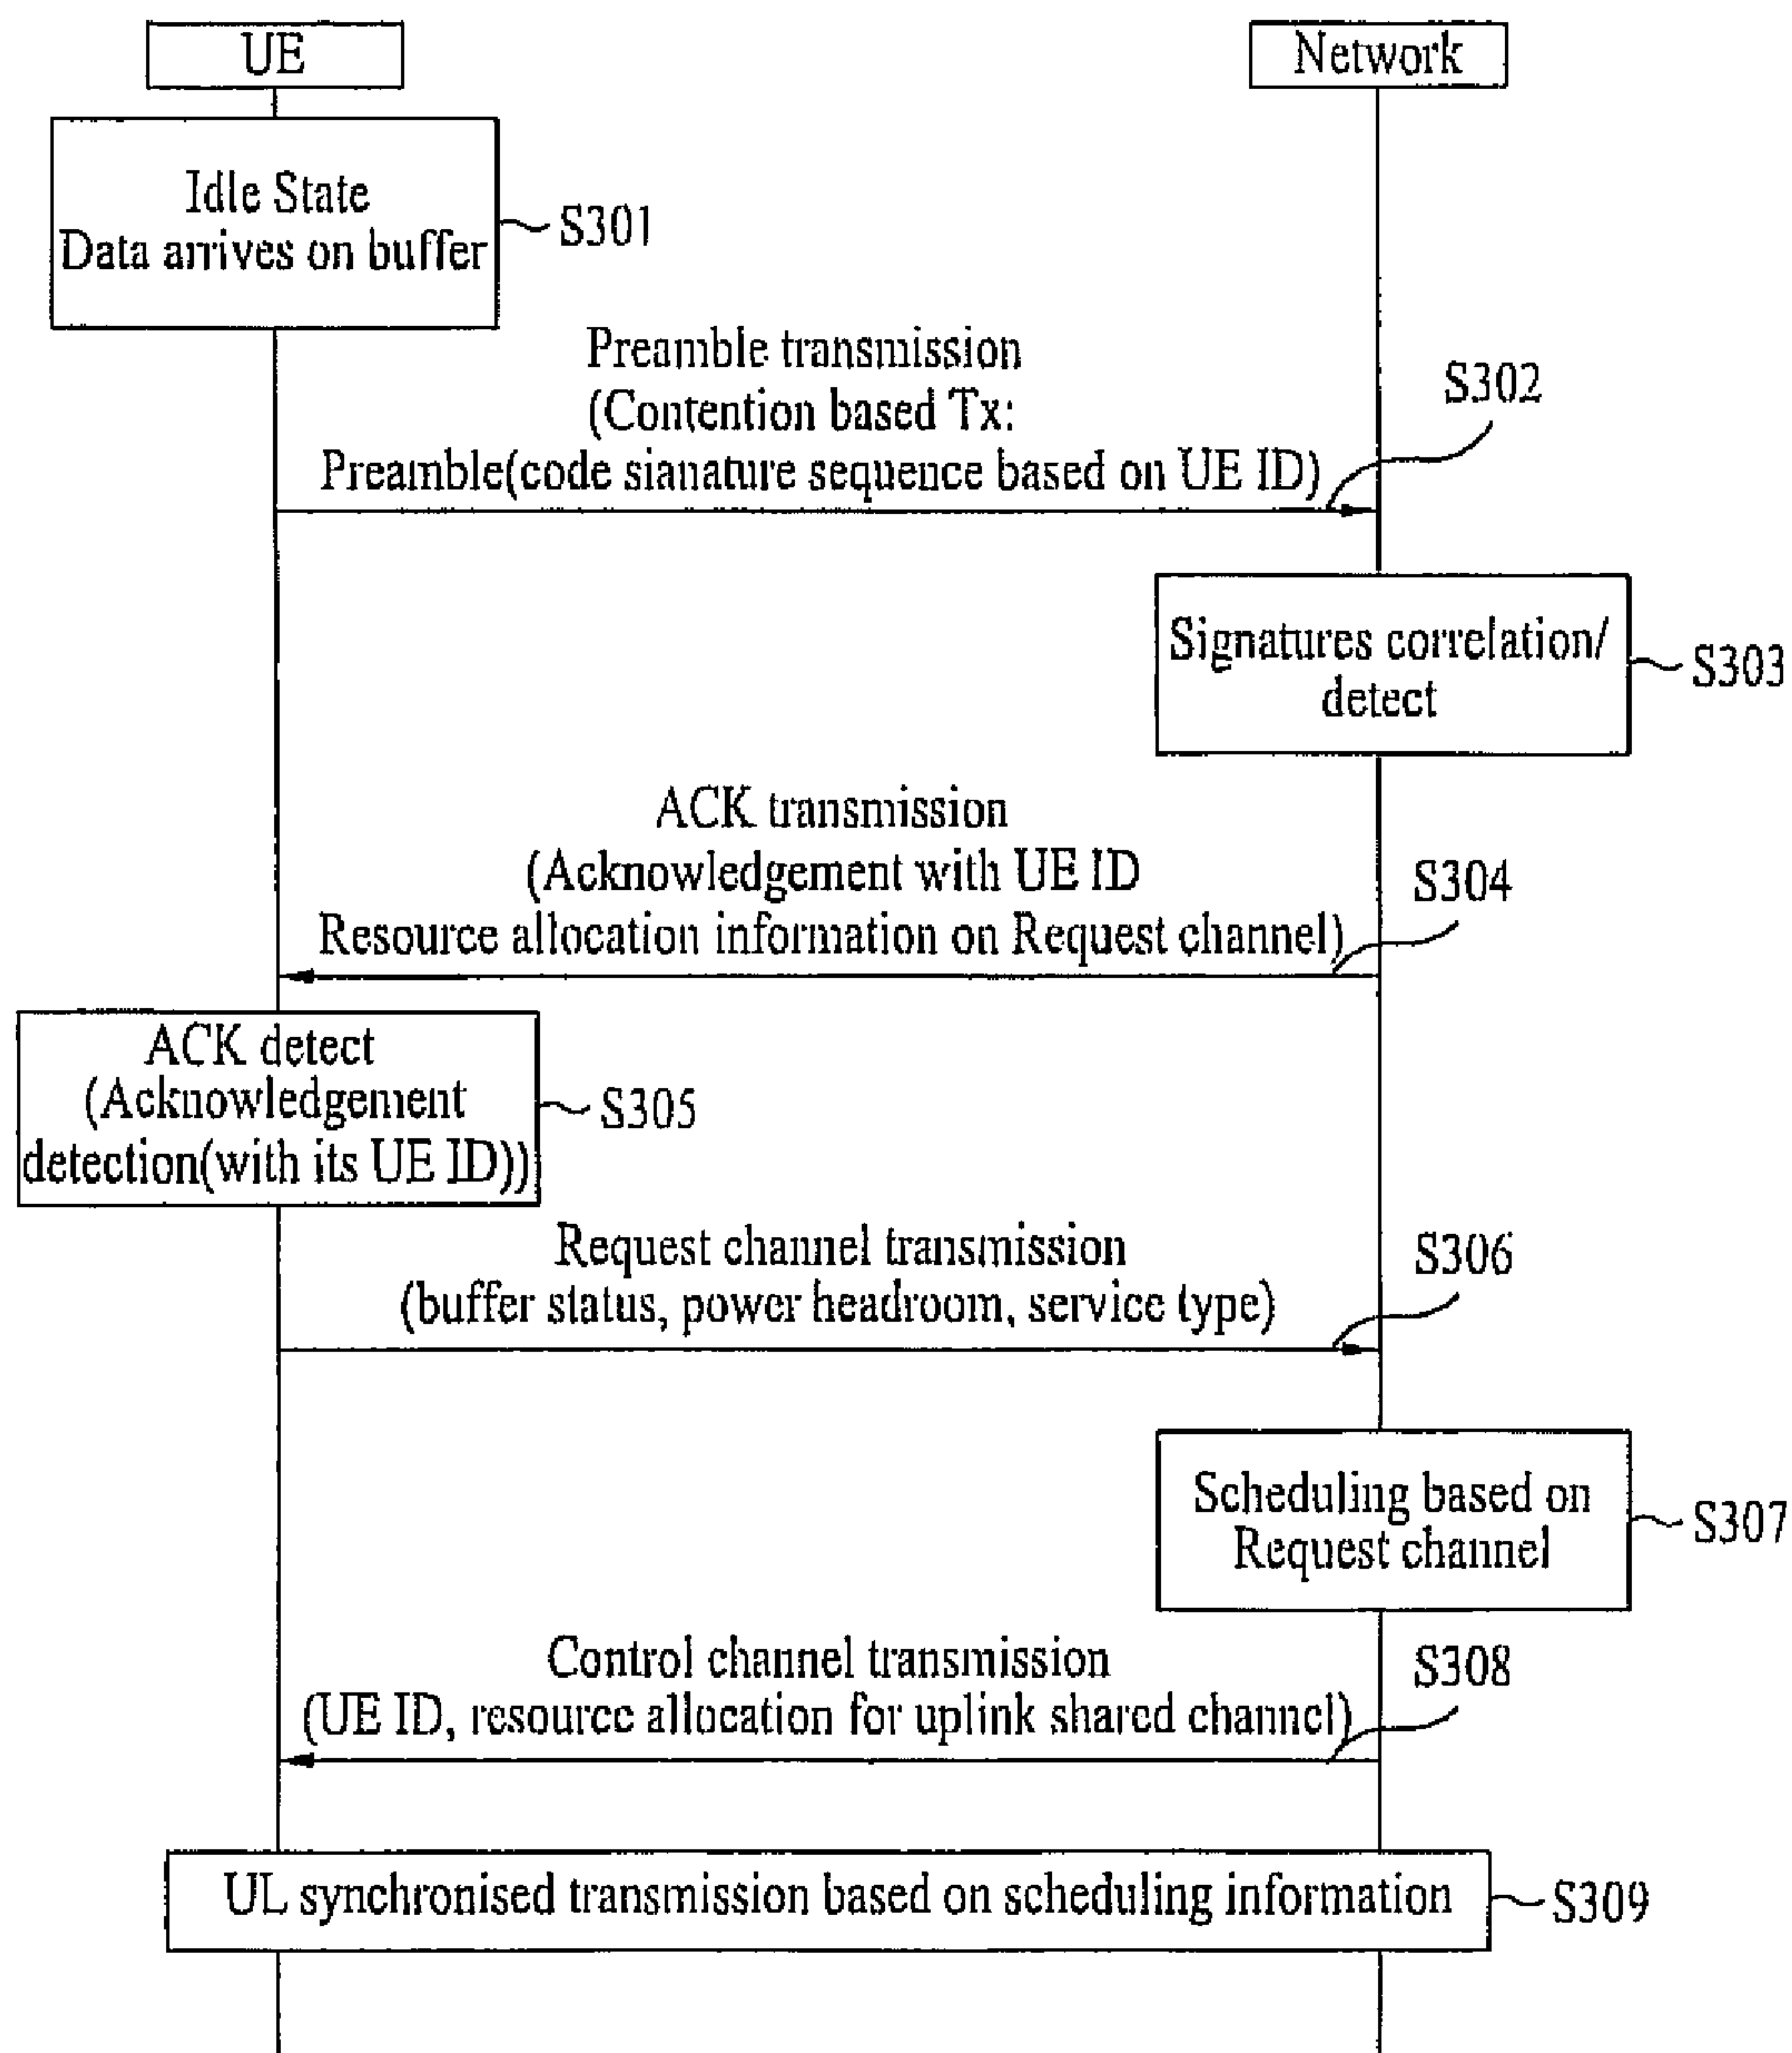 UE
Network
Idle State
Data arrives on buffer
S301
Preamble transmission
(Contention based Tx:
Preamble(code sianature sequence based on UE ID)
S302
Signatures correlation/
detect
S303
ACK transmission
(Acknowledgement with UE ID
Resource allocation information on Request channel)
S304
ACK detect
(Acknowledgement
detection(with its UE ID))
S305
Request channel transmission
(buffer status, power headroom, service type)
S306
Scheduling based on
Request channel
S307
Control channel transmission
(UE ID, resource allocation for uplink shared channel)
S308
UL synchronised transmission based on scheduling information
S309